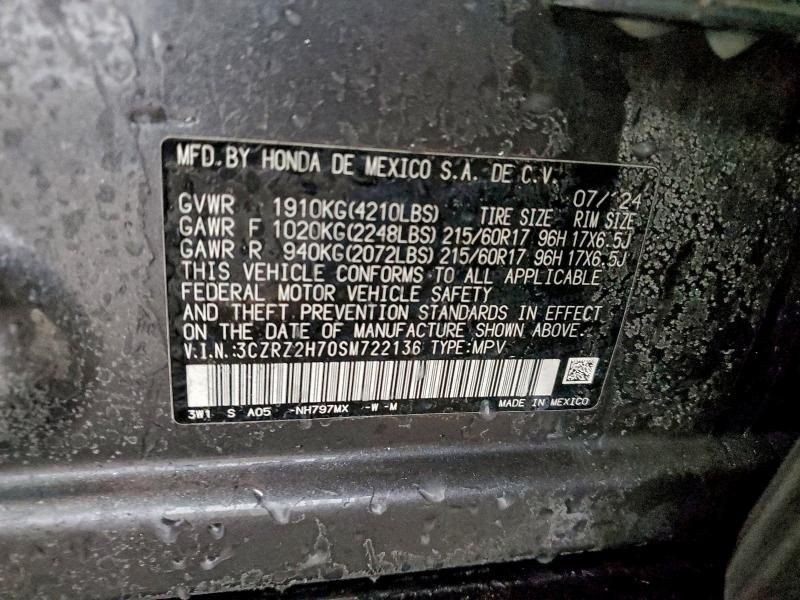 MFD. BY HONDA DE MEXICO S.A. DE C.V.
07/ '24
GVWR 1910KG(4210LBS) TIRE SIZE RIM SIZE
GAWR F 1020KG(2248LBS) 215/60R17 96H 17X6.5J
GAWR R 940KG(2072LBS) 215/60R17 96H 17X6.5J
THIS VEHICLE CONFORMS TO ALL APPLICABLE
FEDERAL MOTOR VEHICLE SAFETY
AND THEFT PREVENTION STANDARDS IN EFFECT
ON THE DATE OF MANUFACTURE SHOWN ABOVE.
V.I.N.:3CZRZ2H70SM722136 TYPE:MPV
3W1 S A05 -NH797MX -W -M MADE IN MEXICO